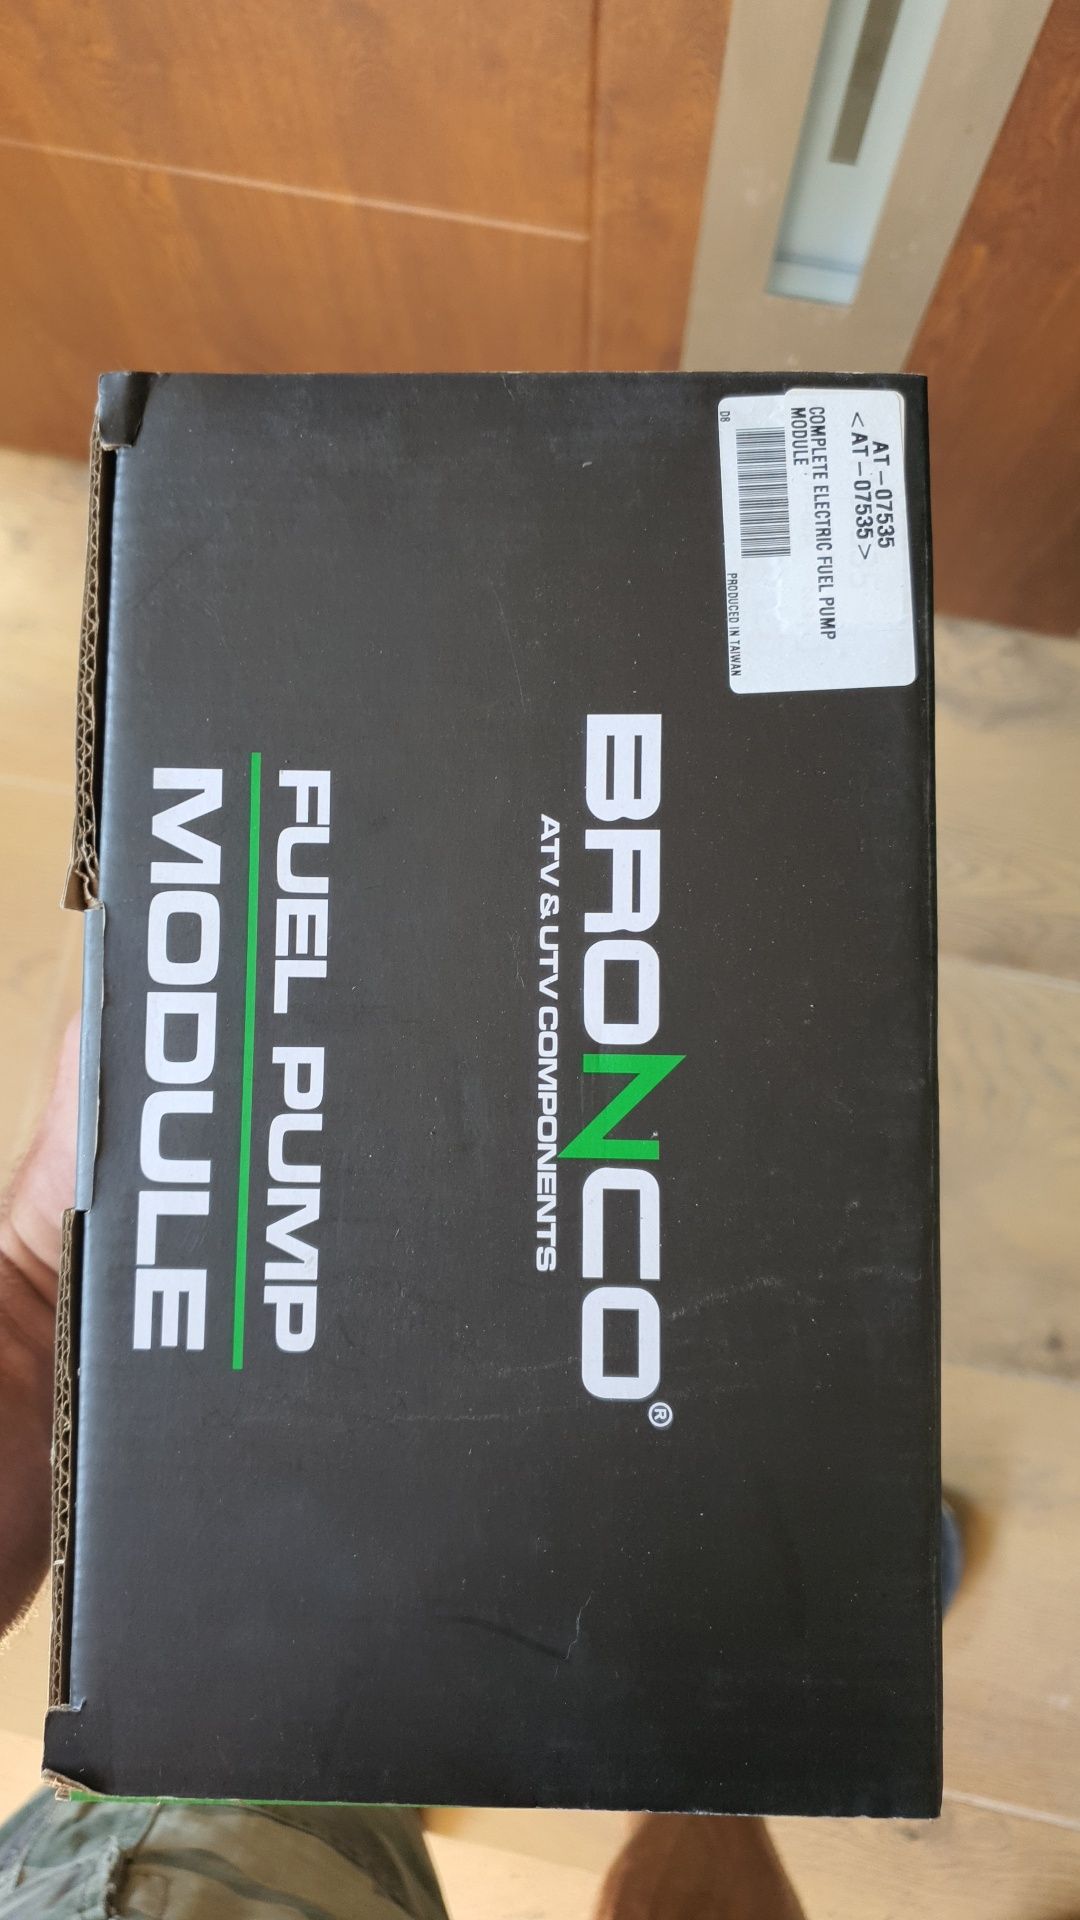 AT-07535
<AT-07535>
COMPLETE ELECTRIC FUEL PUMP
MODULE
D8
PRODUCED IN TAIWAN
BRONCO®
ATV & UTV COMPONENTS
FUEL PUMP
MODULE